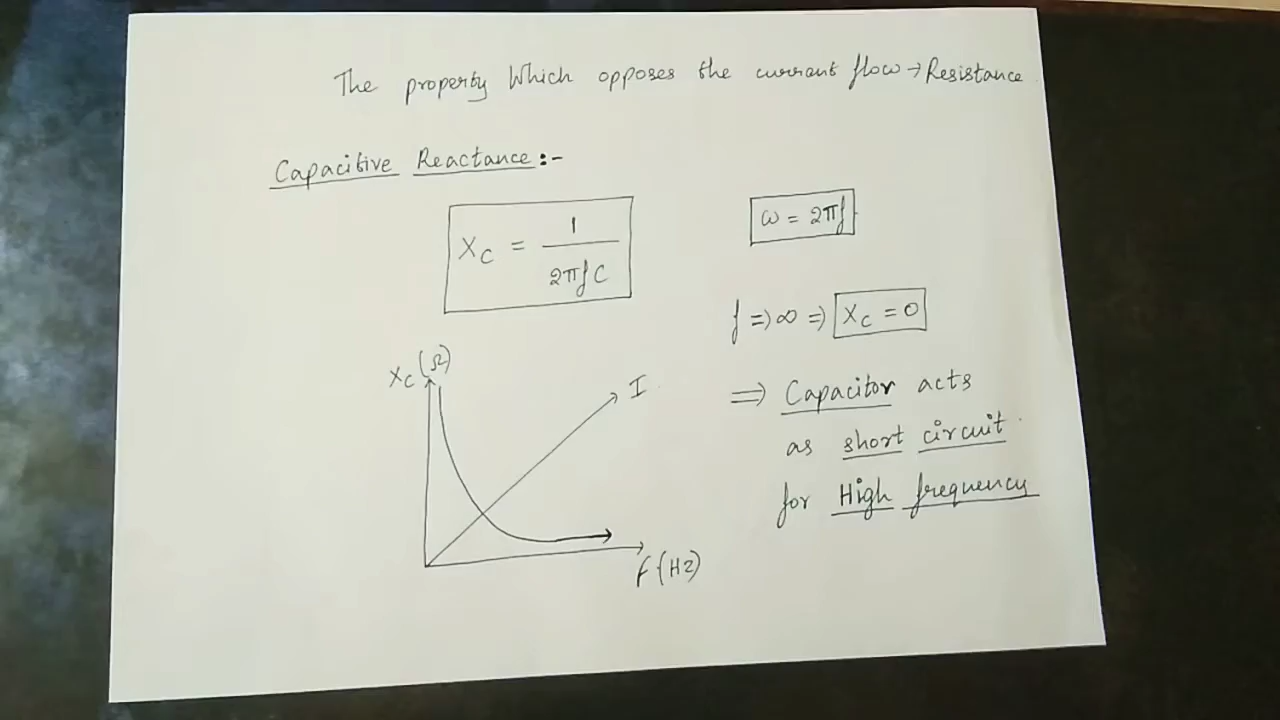 The property Which opposes the current flow → Resistance
Capacitive Reactance :-
X_C = 1 / 2πfC
ω = 2πf
f ⇒ ∞ ⇒ X_C = 0
⇒ Capacitor acts
as short circuit
for High frequency
X_C (Ω)
I
F (HZ)